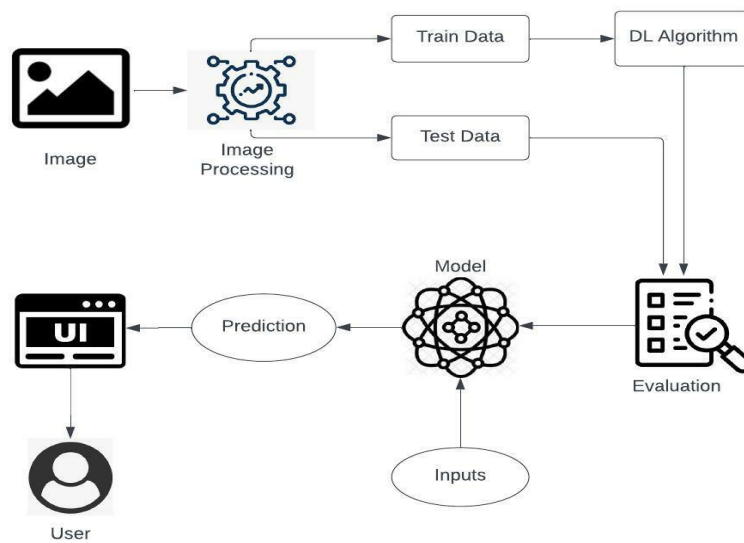 Train Data
DL Algorithm
Image
Image
Processing
Test Data
Model
UI
Prediction
Evaluation
Inputs
User